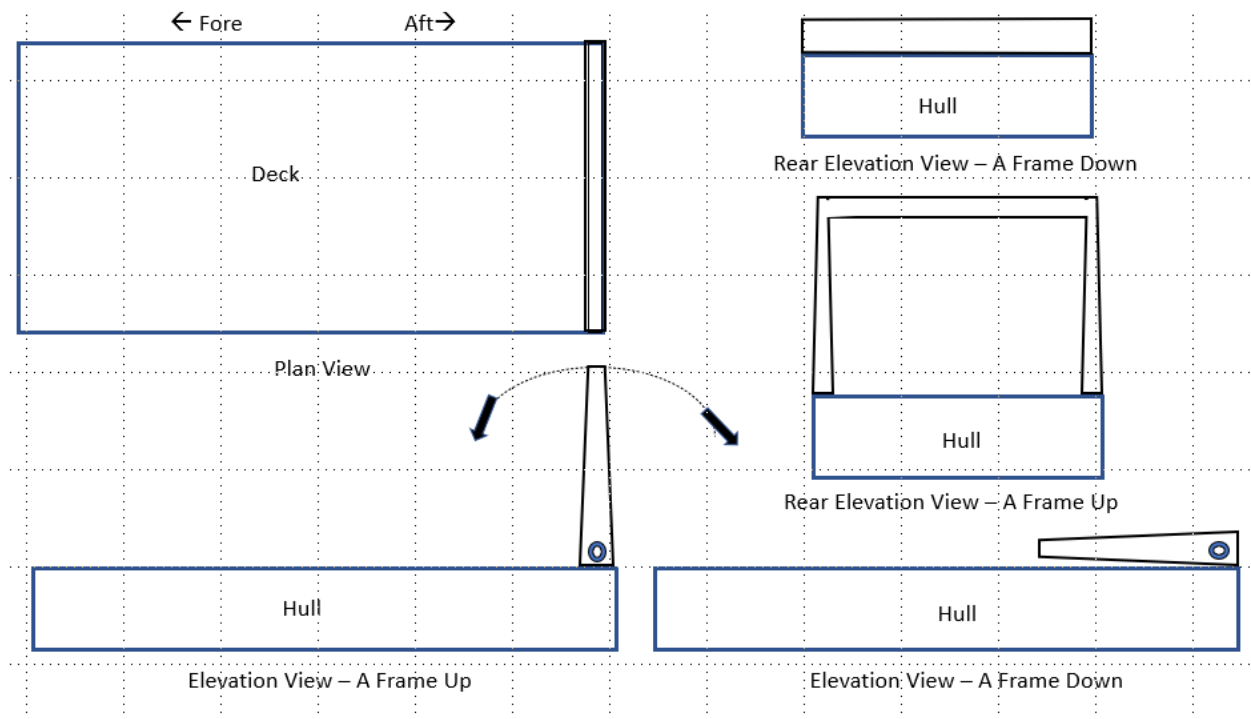 ← Fore
Aft→
Deck
Plan View
Hull
Rear Elevation View – A Frame Down
Hull
Rear Elevation View – A Frame Up
Hull
Elevation View – A Frame Up
Hull
Elevation View – A Frame Down